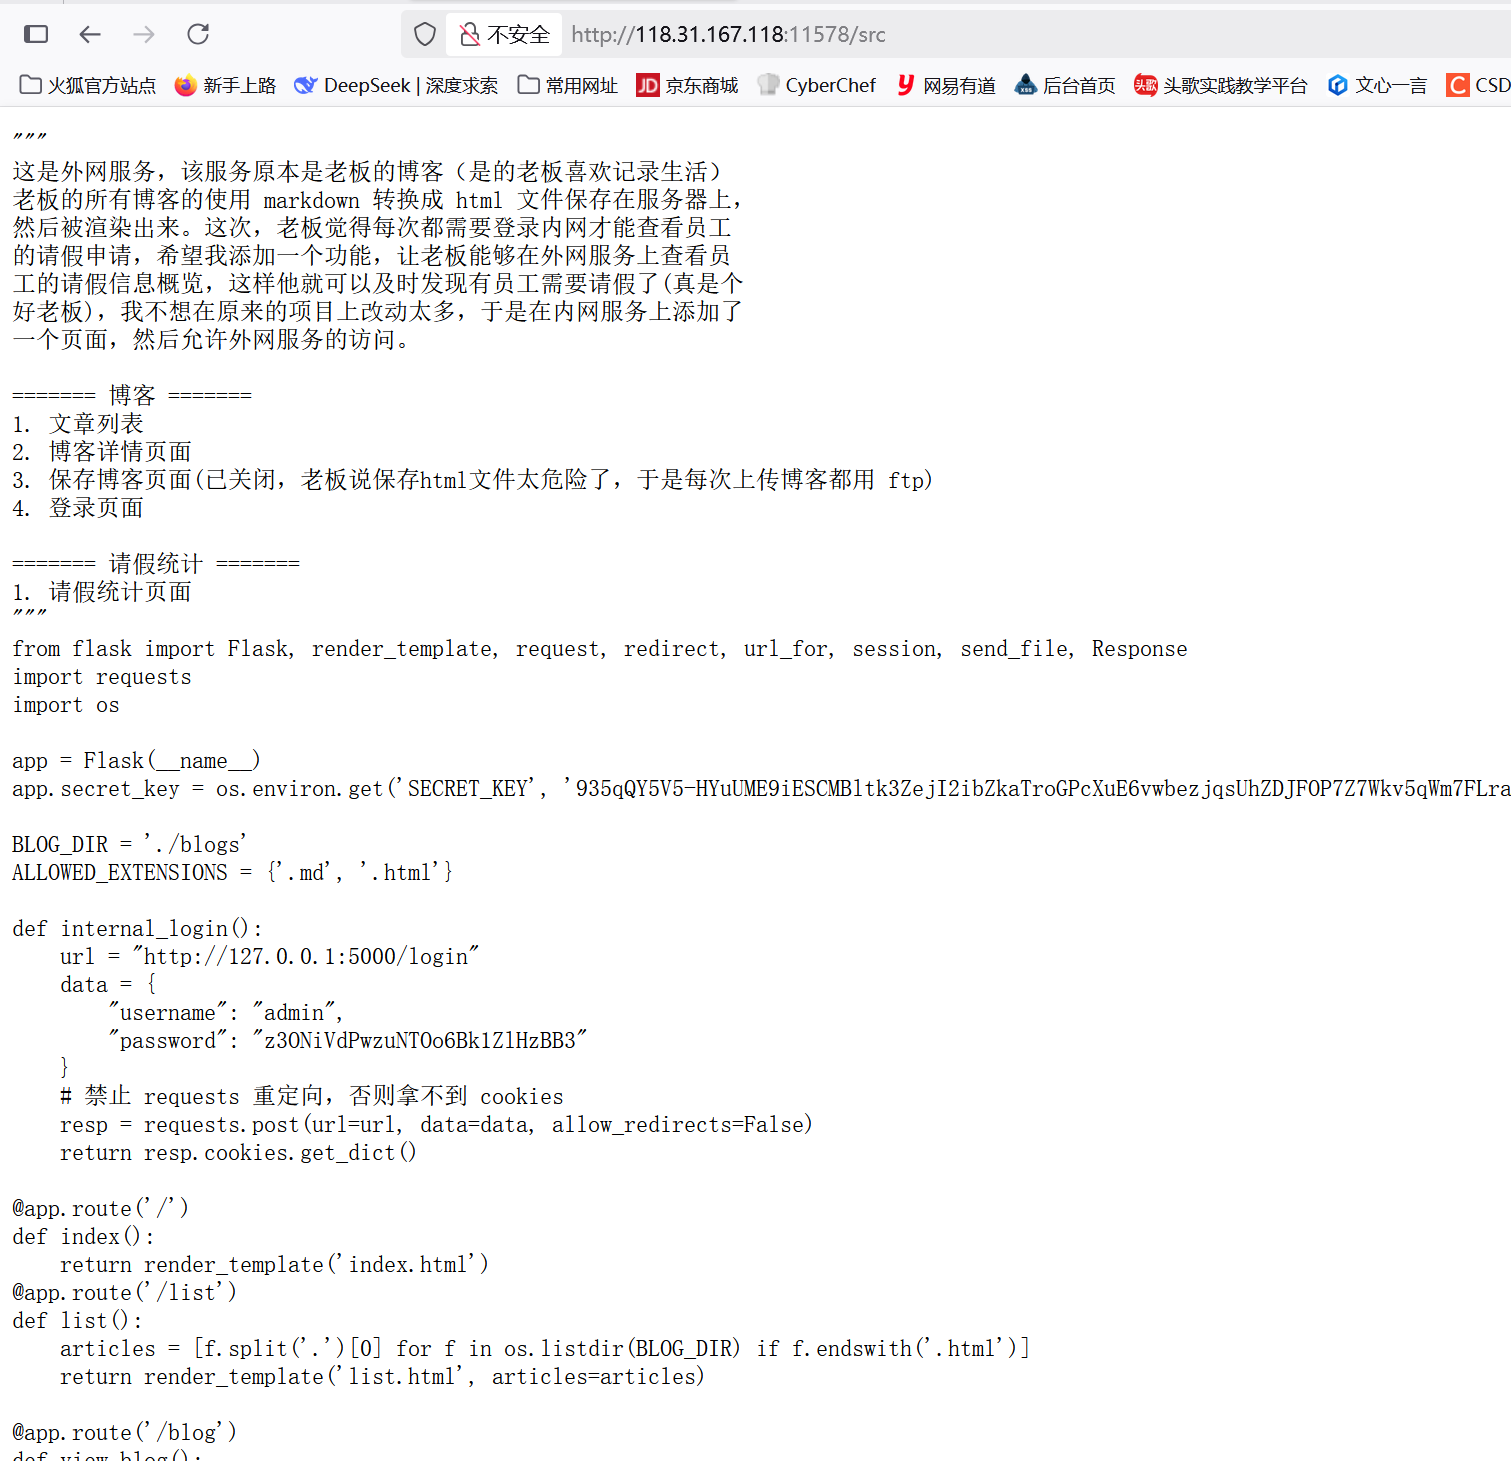 不安全 http://118.31.167.118:11578/src
火狐官方站点 新手上路 DeepSeek | 深度求索 常用网址 JD 京东商城 CyberChef 网易有道 后台首页 头歌 头歌实践教学平台 文心一言 C CSD
"""
这是外网服务，该服务原本是老板的博客（是的老板喜欢记录生活）
老板的所有博客的使用 markdown 转换成 html 文件保存在服务器上，
然后被渲染出来。这次，老板觉得每次都需要登录内网才能查看员工
的请假申请，希望我添加一个功能，让老板能够在外网服务上查看员
工的请假信息概览，这样他就可以及时发现有员工需要请假了(真是个
好老板)，我不想在原来的项目上改动太多，于是在内网服务上添加了
一个页面，然后允许外网服务的访问。
======= 博客 =======
1. 文章列表
2. 博客详情页面
3. 保存博客页面(已关闭，老板说保存html文件太危险了，于是每次上传博客都用 ftp)
4. 登录页面
======= 请假统计 =======
1. 请假统计页面
"""
from flask import Flask, render_template, request, redirect, url_for, session, send_file, Response
import requests
import os
app = Flask(__name__)
app.secret_key = os.environ.get('SECRET_KEY', '935qQY5V5-HYuUME9iESCMBltk3ZejI2ibZkaTroGPcXuE6vwbezjqsUhZDJFOP7Z7Wkv5qWm7FLra
BLOG_DIR = './blogs'
ALLOWED_EXTENSIONS = {'.md', '.html'}
def internal_login():
    url = "http://127.0.0.1:5000/login"
    data = {
        "username": "admin",
        "password": "z3ONiVdPwzuNTOo6Bk1ZlHzBB3"
    }
    # 禁止 requests 重定向，否则拿不到 cookies
    resp = requests.post(url=url, data=data, allow_redirects=False)
    return resp.cookies.get_dict()
@app.route('/')
def index():
    return render_template('index.html')
@app.route('/list')
def list():
    articles = [f.split('.')[0] for f in os.listdir(BLOG_DIR) if f.endswith('.html')]
    return render_template('list.html', articles=articles)
@app.route('/blog')
def view_blog():